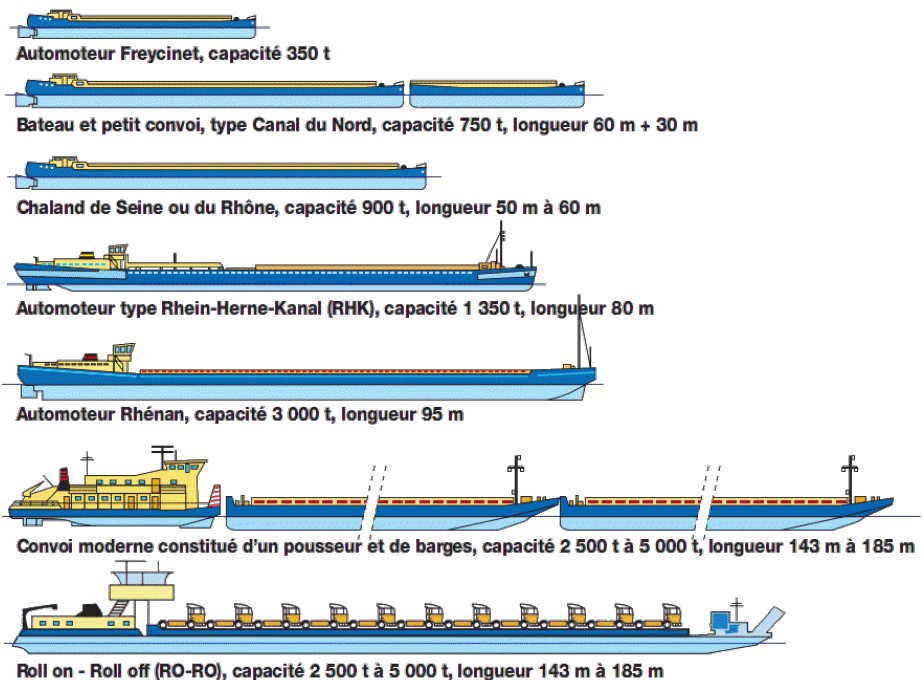 Automoteur Freycinet, capacité 350 t
Bateau et petit convoi, type Canal du Nord, capacité 750 t, longueur 60 m + 30 m
Chaland de Seine ou du Rhône, capacité 900 t, longueur 50 m à 60 m
Automoteur type Rhein-Herne-Kanal (RHK), capacité 1 350 t, longueur 80 m
Automoteur Rhénan, capacité 3 000 t, longueur 95 m
Convoi moderne constitué d'un pousseur et de barges, capacité 2 500 t à 5 000 t, longueur 143 m à 185 m
Roll on - Roll off (RO-RO), capacité 2 500 t à 5 000 t, longueur 143 m à 185 m